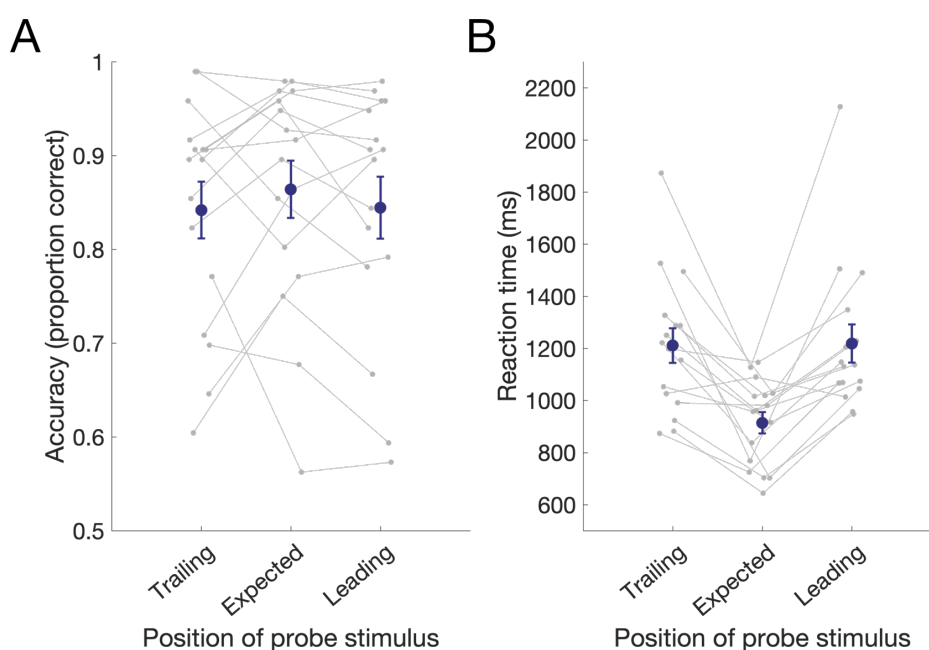 A
Accuracy (proportion correct)
1
0.9
0.8
0.7
0.6
0.5
Trailing
Expected
Leading
Position of probe stimulus
B
Reaction time (ms)
2200
2000
1800
1600
1400
1200
1000
800
600
Trailing
Expected
Leading
Position of probe stimulus